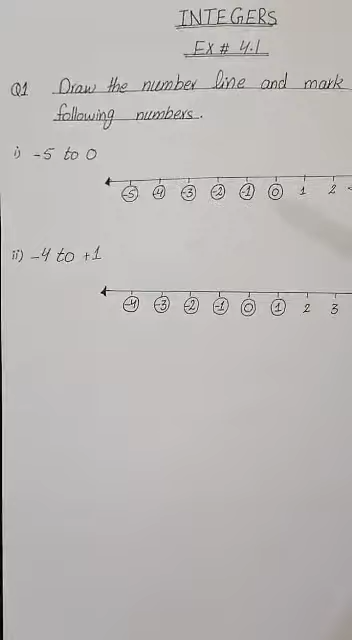 INTEGERS
Ex # 4.1
Q1 Draw the number line and mark
following numbers.
i) -5 to 0
-5 -4 -3 -2 -1 0 1 2
ii) -4 to +1
-4 -3 -2 -1 0 1 2 3